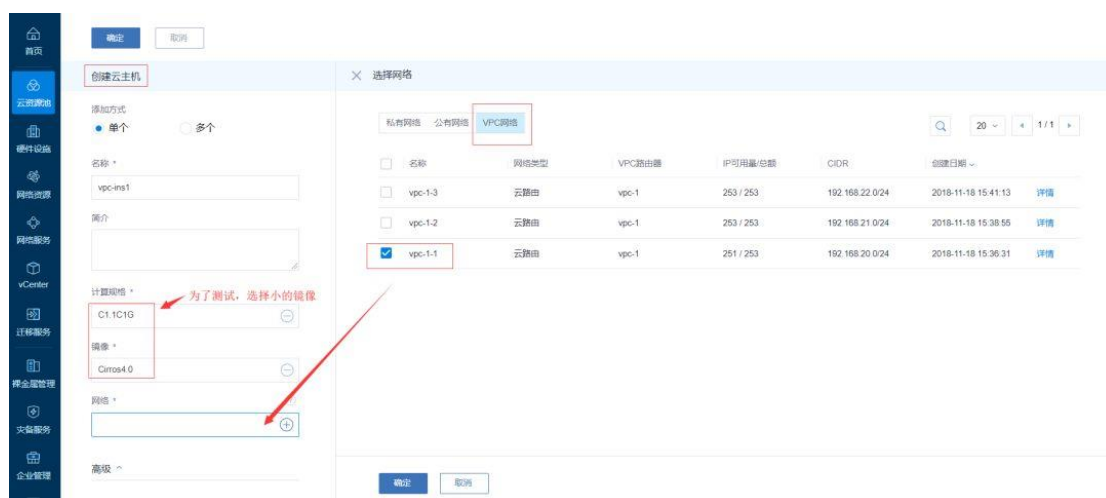 首页
云资源池
硬件设施
网络资源
网络服务
vCenter
迁移服务
裸金属管理
灾备服务
企业管理
确定 取消
创建云主机
添加方式
单个 多个
名称 *
vpc-ins1
简介
计算规格 *
为了测试，选择小的镜像
C1.1C1G
镜像 *
Cirros4.0
网络 *
高级
选择网络
私有网络 公有网络 VPC网络
20 1 / 1
名称 网络类型 VPC路由器 IP可用量/总额 CIDR 创建日期
vpc-1-3 云路由 vpc-1 253 / 253 192.168.22.0/24 2018-11-18 15:41:13 详情
vpc-1-2 云路由 vpc-1 253 / 253 192.168.21.0/24 2018-11-18 15:38:55 详情
vpc-1-1 云路由 vpc-1 251 / 253 192.168.20.0/24 2018-11-18 15:36:31 详情
确定 取消